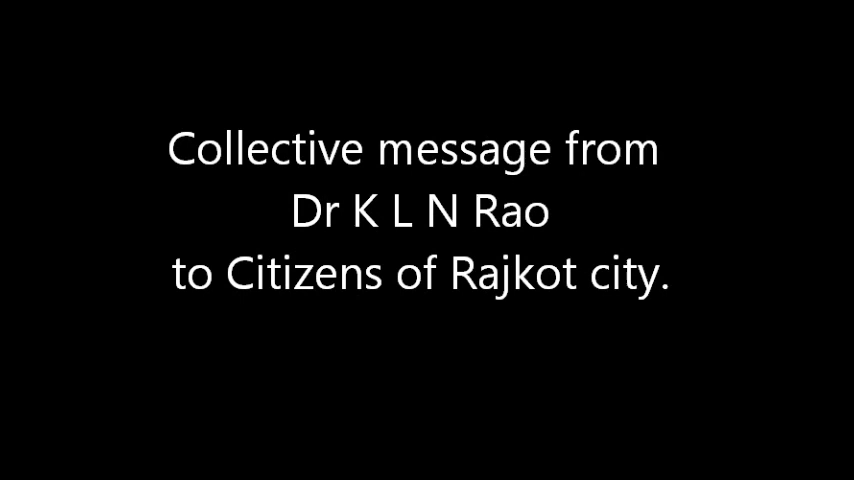 Collective message from
Dr K L N Rao
to Citizens of Rajkot city.